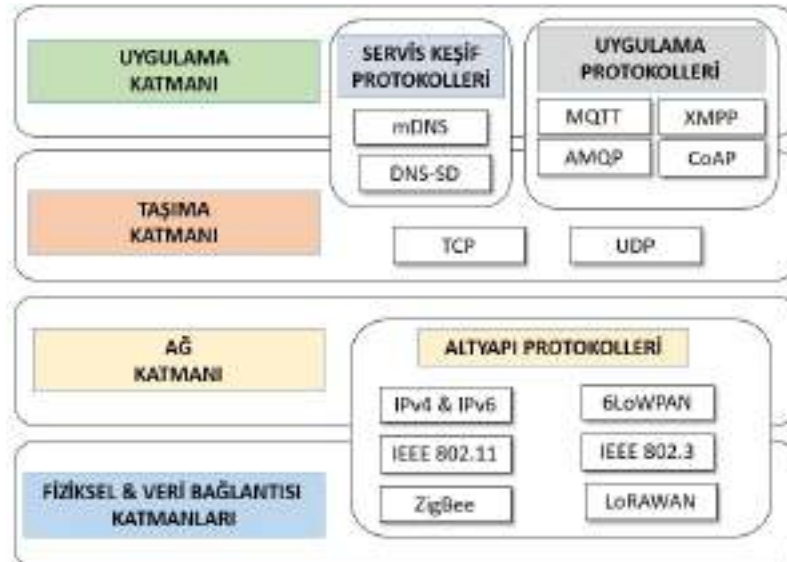 UYGULAMA
KATMANI
SERVİS KEŞİF
PROTOKOLLERİ
mDNS
DNS-SD
UYGULAMA
PROTOKOLLERİ
MQTT
XMPP
AMQP
CoAP
TAŞIMA
KATMANI
TCP
UDP
AĞ
KATMANI
ALTYAPI PROTOKOLLERİ
IPv4 & IPv6
6LoWPAN
IEEE 802.11
IEEE 802.3
ZigBee
LoRAWAN
FİZİKSEL & VERİ BAĞLANTISI
KATMANLARI